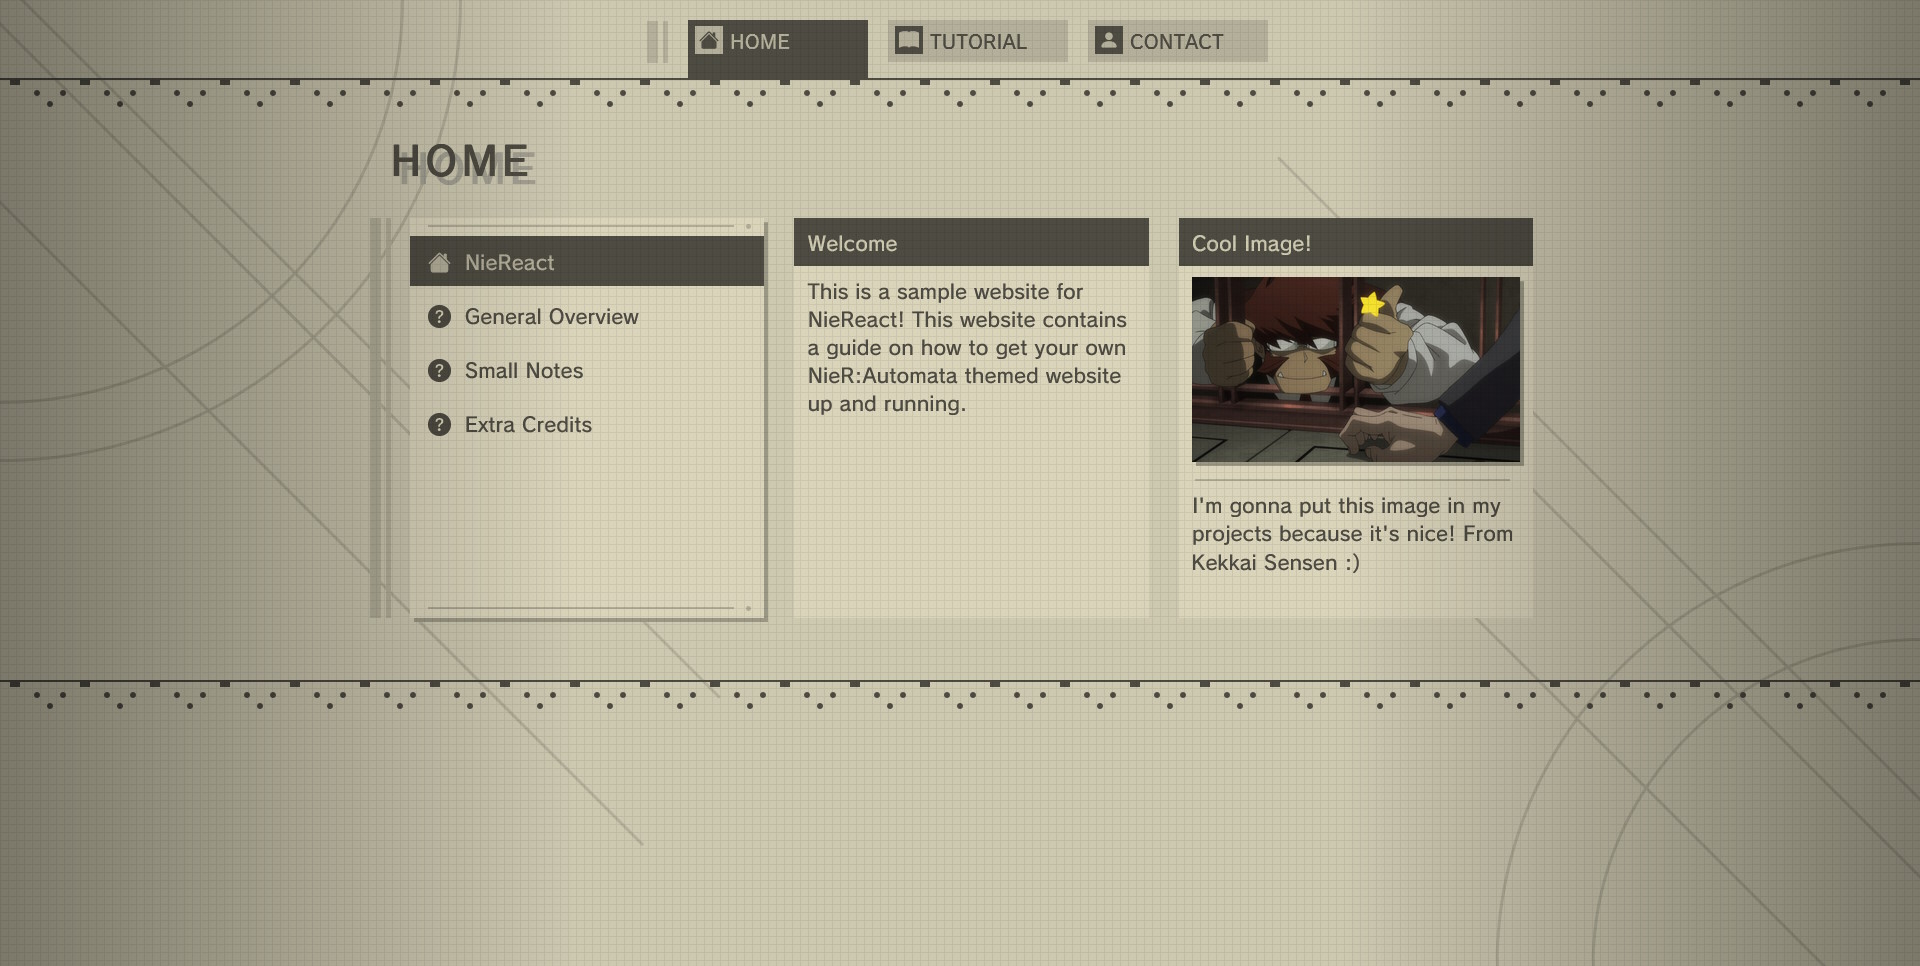 HOME
TUTORIAL
CONTACT
HOME
NieReact
General Overview
Small Notes
Extra Credits
Welcome
This is a sample website for
NieReact! This website contains
a guide on how to get your own
NieR:Automata themed website
up and running.
Cool Image!
I'm gonna put this image in my
projects because it's nice! From
Kekkai Sensen :)